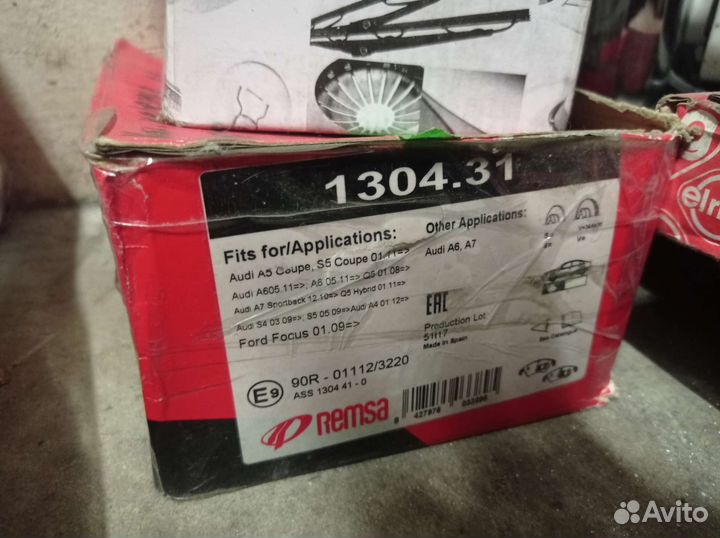 1304.31
Fits for/Applications:
Audi A5 Coupe, S5 Coupe 01.11=>
Audi A605.11=>; A6 05.11=> Q5 01.08=>
Audi A7 Sportback 12.10=> Q5 Hybrid 01.11=>
Audi S4 03.09=>; S5 05.09=>Audi A4 01.12=>
Ford Focus 01.09=>
Other Applications:
Audi A6, A7
EAC
Production Lot
51I17
Made in Spain
E9
90R - 01112/3220
ASS 1304 41 - 0
REMSA
8 427976
Avito